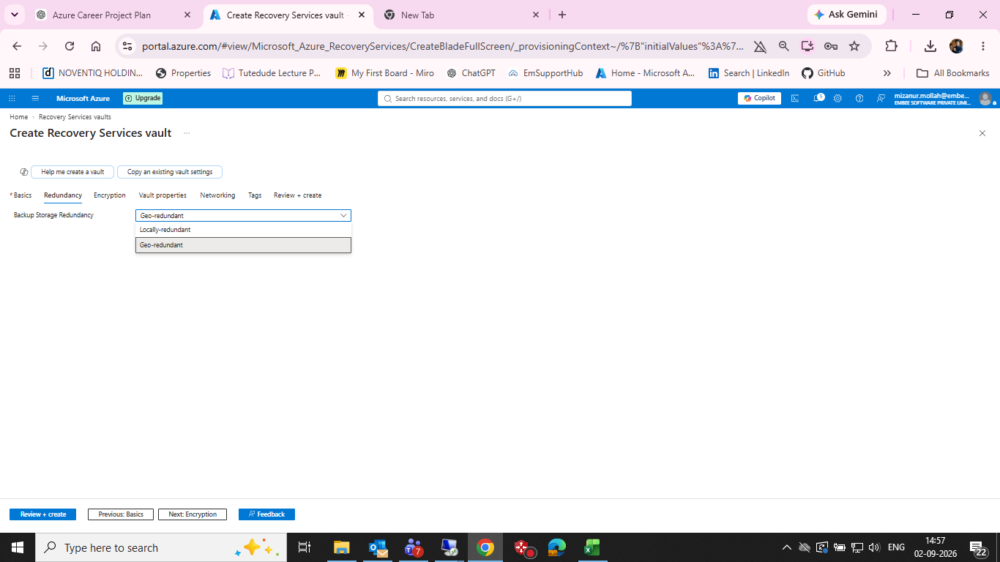 Azure Career Project Plan
Create Recovery Services vault -
New Tab
Ask Gemini
portal.azure.com/#view/Microsoft_Azure_RecoveryServices/CreateBladeFullScreen/_provisioningContext~/%7B"initialValues"%3A%7...
NOVENTIQ HOLDIN...
Properties
Tutedude Lecture P...
My First Board - Miro
ChatGPT
EmSupportHub
Home - Microsoft A...
Search | LinkedIn
GitHub
»
All Bookmarks
Microsoft Azure
Upgrade
Search resources, services, and docs (G+/)
Copilot
5
mizanur.mollah@embe...
EMBEE SOFTWARE PRIVATE LIMI...
Home > Recovery Services vaults
Create Recovery Services vault ...
Help me create a vault
Copy an existing vault settings
* Basics
Redundancy
Encryption
Vault properties
Networking
Tags
Review + create
Backup Storage Redundancy
Geo-redundant
Locally-redundant
Geo-redundant
Review + create
Previous: Basics
Next: Encryption
Feedback
Type here to search
7
ENG
14:57
02-09-2026
22